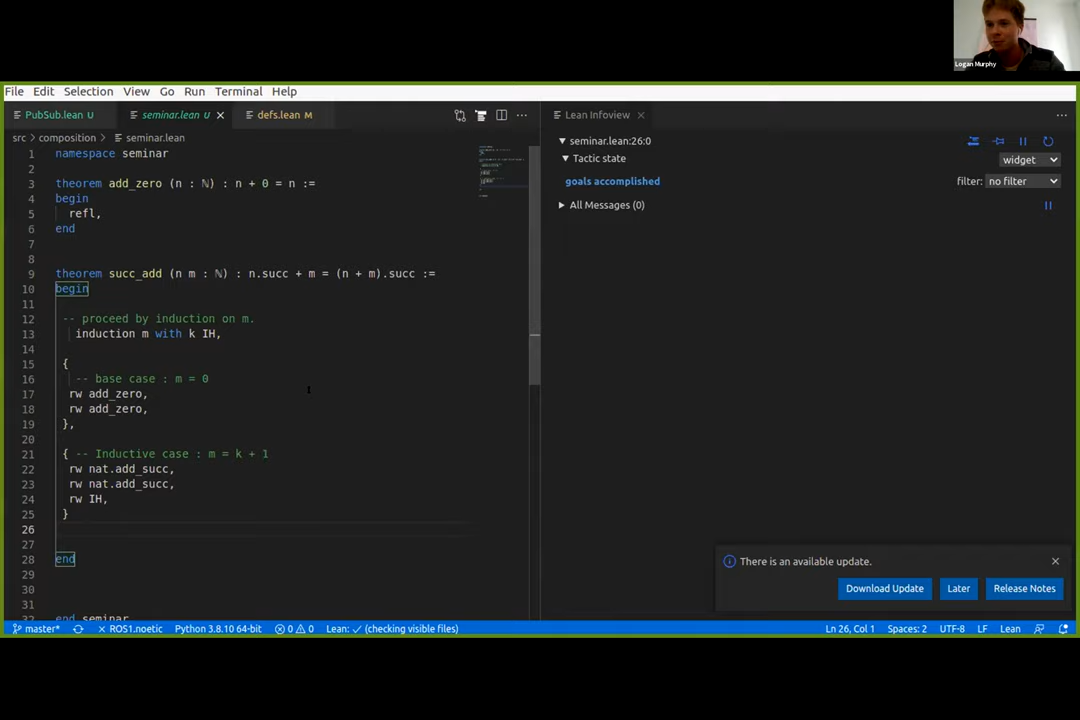 Logan Murphy
File Edit Selection View Go Run Terminal Help
PubSub.lean U seminar.lean U × defs.lean M ··· Lean Infoview ×
src > composition > seminar.lean
seminar.lean:26:0
Tactic state
widget
goals accomplished
filter: no filter
All Messages (0)
1 namespace seminar
2
3 theorem add_zero (n : ℕ) : n + 0 = n :=
4 begin
5 refl,
6 end
7
8
9 theorem succ_add (n m : ℕ) : n.succ + m = (n + m).succ :=
10 begin
11
12 -- proceed by induction on m.
13 induction m with k IH,
14
15 {
16 -- base case : m = 0
17 rw add_zero,
18 rw add_zero,
19 },
20
21 { -- Inductive case : m = k + 1
22 rw nat.add_succ,
23 rw nat.add_succ,
24 rw IH,
25 }
26
27
28 end
29
30
31
32 end seminar
There is an available update.
Download Update Later Release Notes
master* ROS1.noetic Python 3.8.10 64-bit 0 0 Lean: ✓ (checking visible files) Ln 26, Col 1 Spaces: 2 UTF-8 LF Lean